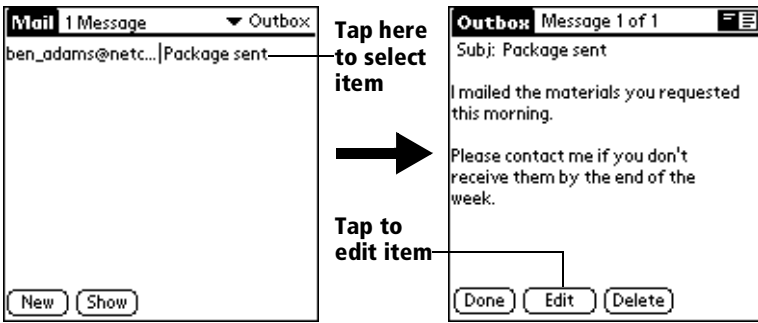 Mail 1 Message Outbox
ben_adams@netc... Package sent
New Show
Tap here
to select
item
Tap to
edit item
Outbox Message 1 of 1
Subj: Package sent
I mailed the materials you requested
this morning.
Please contact me if you don't
receive them by the end of the
week.
Done Edit Delete